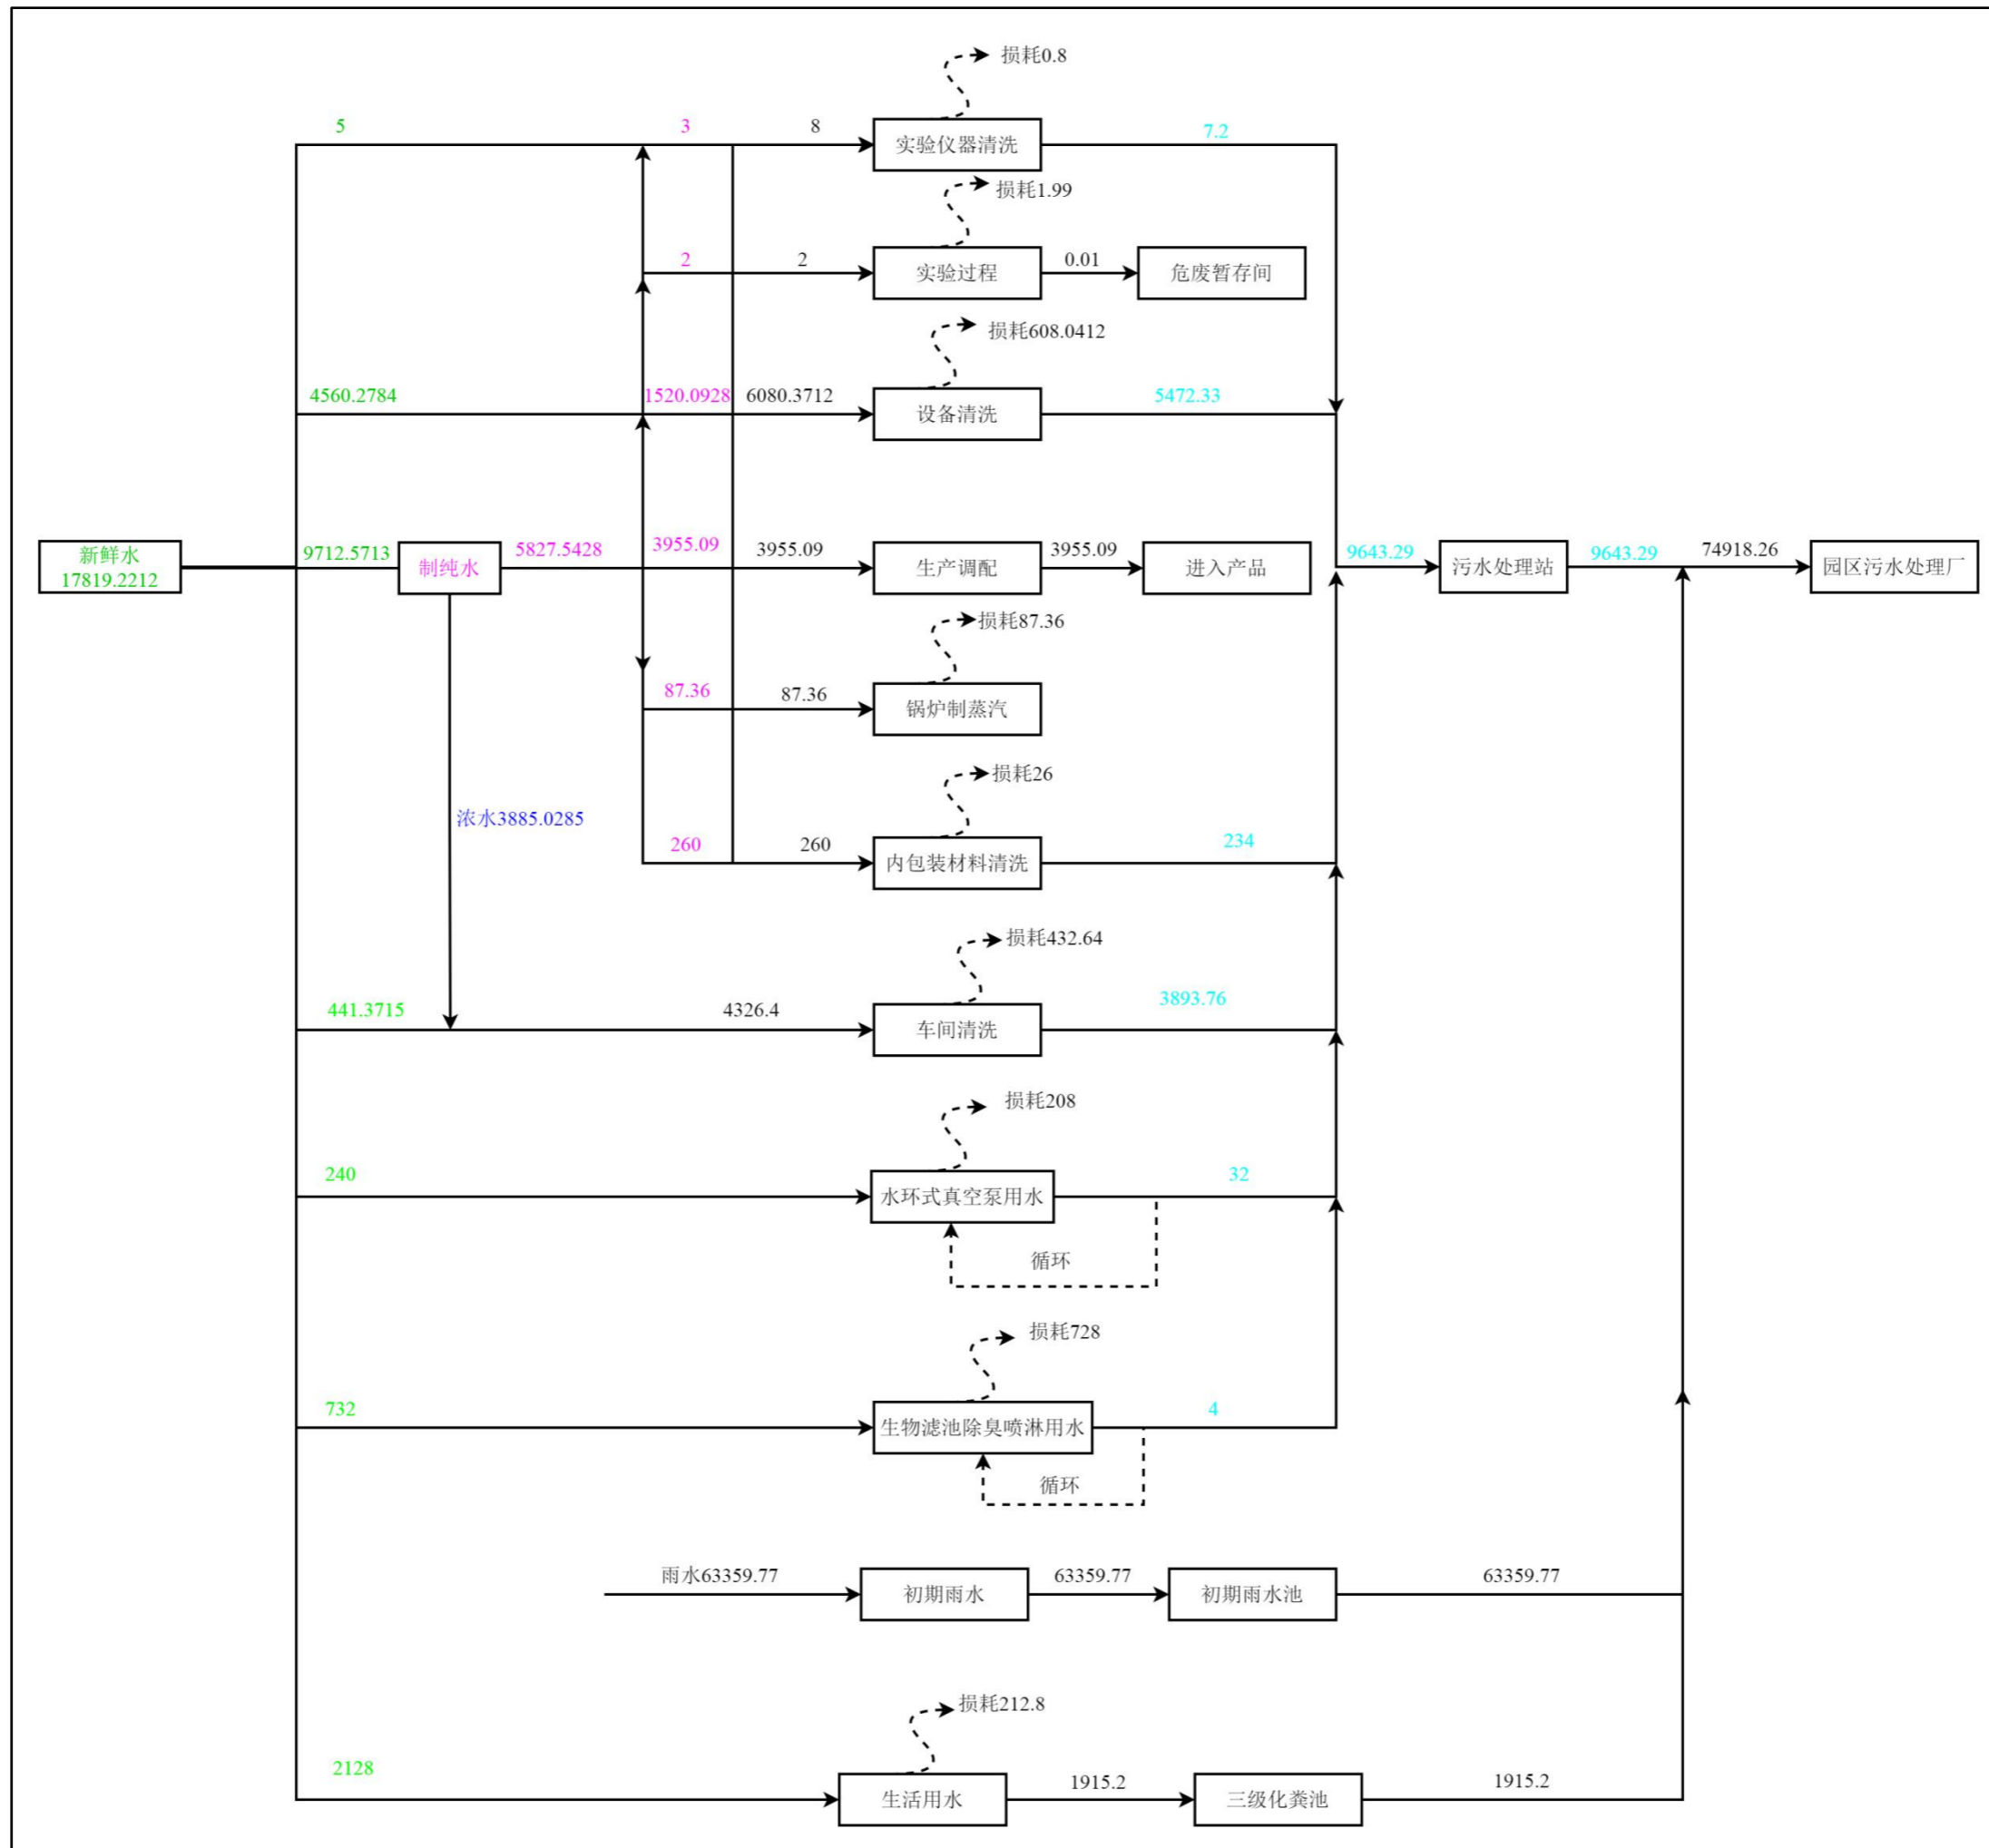 损耗0.8
5
3
8
实验仪器清洗
7.2
损耗1.99
2
2
实验过程
0.01
危废暂存间
损耗608.0412
4560.2784
1520.0928
6080.3712
设备清洗
5472.33
新鲜水
17819.2212
9712.5713
制纯水
5827.5428
3955.09
3955.09
生产调配
3955.09
进入产品
9643.29
污水处理站
9643.29
74918.26
园区污水处理厂
损耗87.36
87.36
87.36
锅炉制蒸汽
损耗26
浓水3885.0285
260
260
内包装材料清洗
234
损耗432.64
441.3715
4326.4
车间清洗
3893.76
损耗208
240
水环式真空泵用水
32
循环
损耗728
732
生物滤池除臭喷淋用水
4
循环
雨水63359.77
初期雨水
63359.77
初期雨水池
63359.77
损耗212.8
2128
生活用水
1915.2
三级化粪池
1915.2